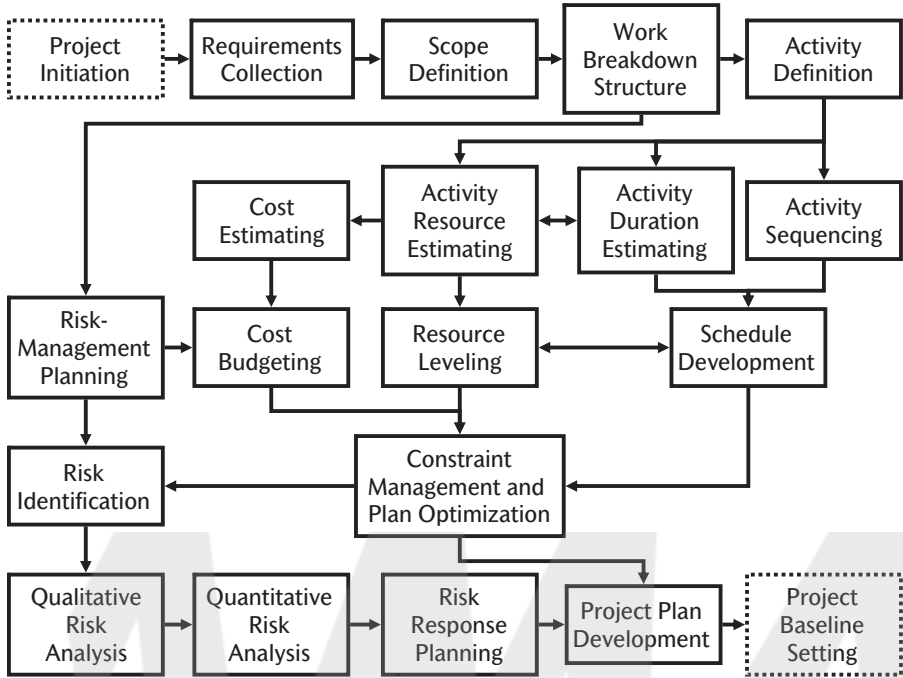 Project
Initiation
Requirements
Collection
Scope
Definition
Work
Breakdown
Structure
Activity
Definition
Cost
Estimating
Activity
Resource
Estimating
Activity
Duration
Estimating
Activity
Sequencing
Risk-
Management
Planning
Cost
Budgeting
Resource
Leveling
Schedule
Development
Risk
Identification
Constraint
Management and
Plan Optimization
Qualitative
Risk
Analysis
Quantitative
Risk
Analysis
Risk
Response
Planning
Project Plan
Development
Project
Baseline
Setting